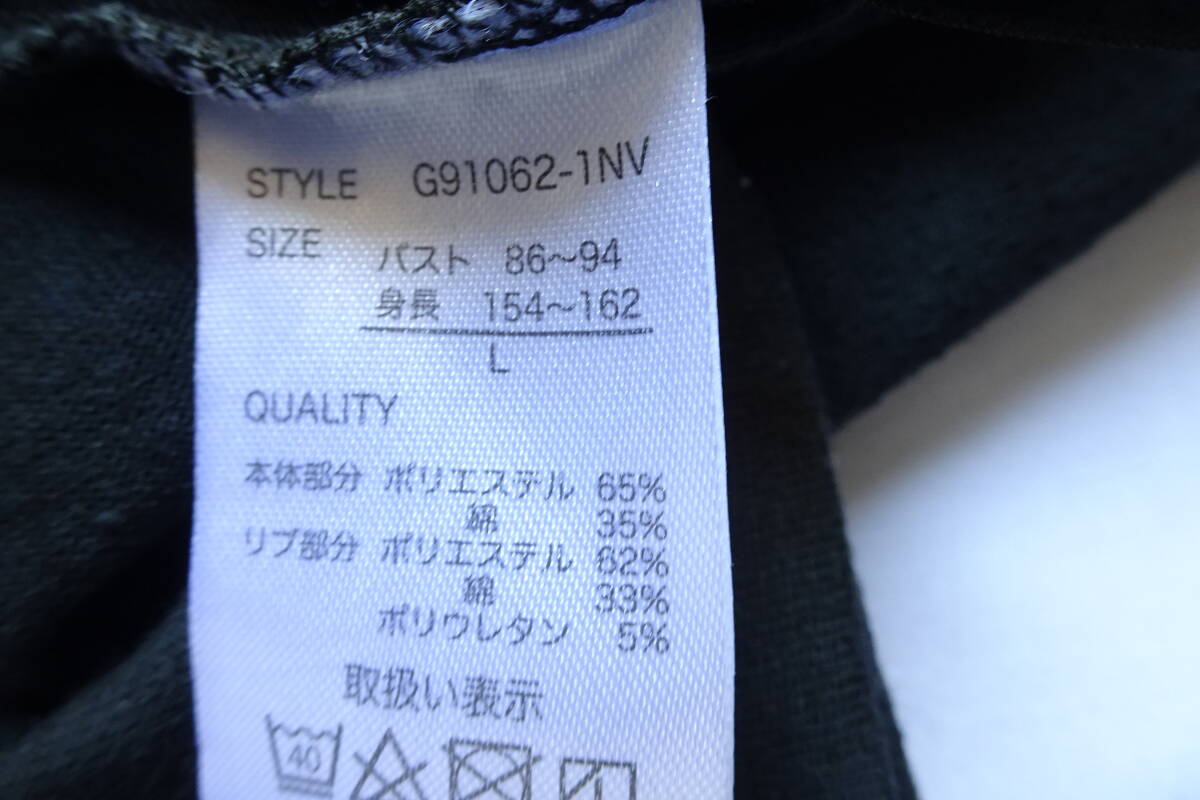 STYLE G91062-1NV
SIZE バスト 86～94
身長 154～162
L
QUALITY
本体部分 ポリエステル 65%
綿 35%
リブ部分 ポリエステル 62%
綿 33%
ポリウレタン 5%
取扱い表示
40